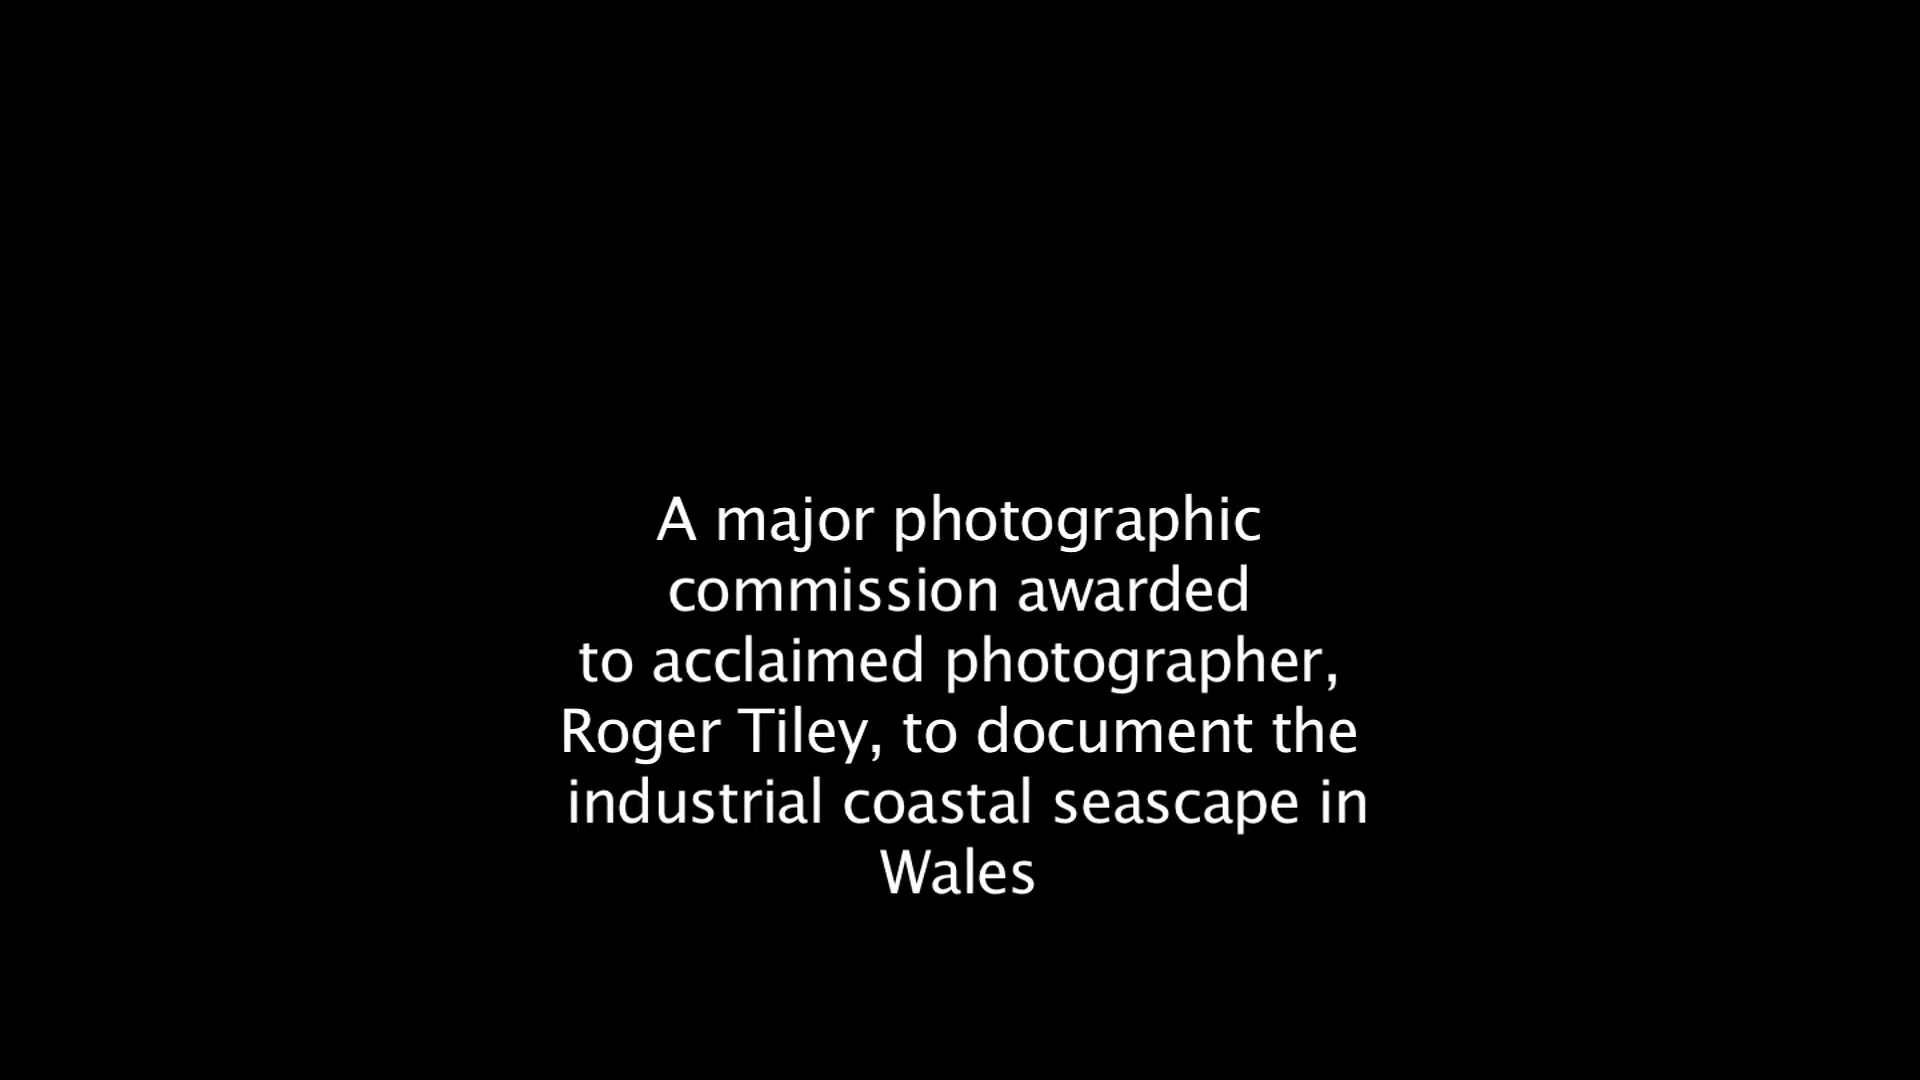 A major photographic
commission awarded
to acclaimed photographer,
Roger Tiley, to document the
industrial coastal seascape in
Wales